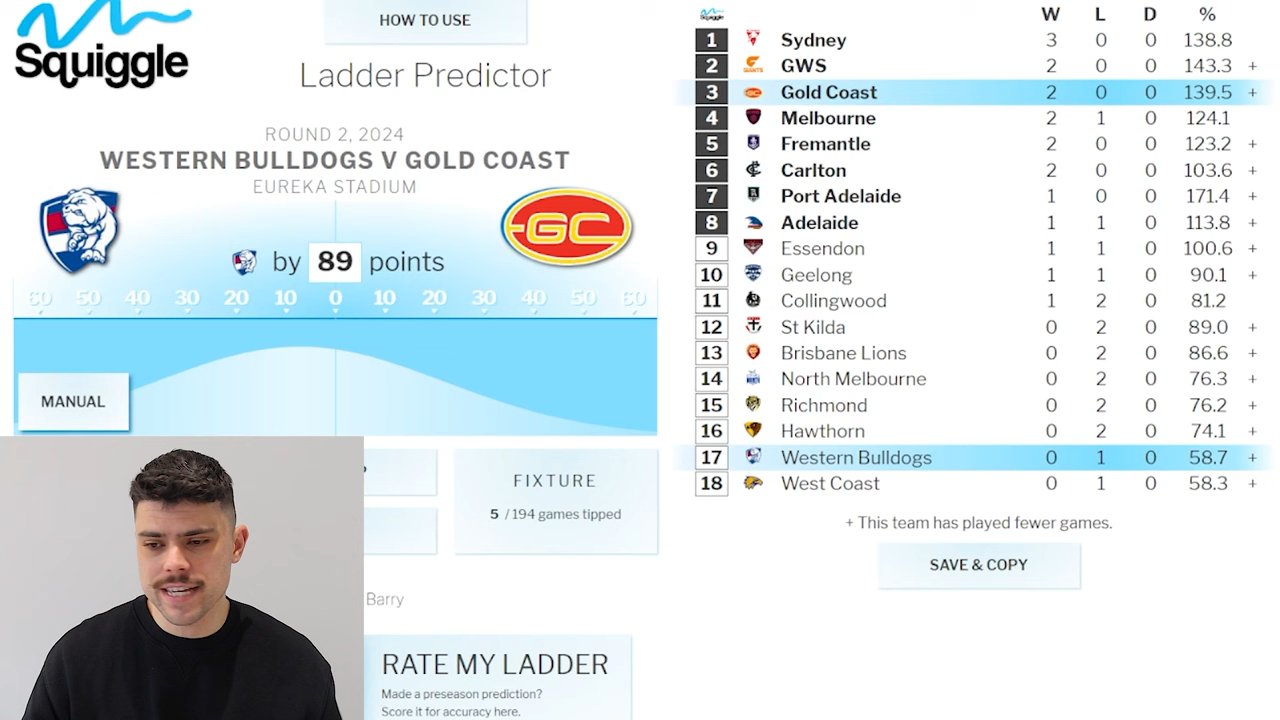 Squiggle
HOW TO USE
Ladder Predictor
ROUND 2, 2024
WESTERN BULLDOGS V GOLD COAST
EUREKA STADIUM
GC
by 89 points
60 50 40 30 20 10 0 10 20 30 40 50 60
MANUAL
FIXTURE
5 / 194 games tipped
Barry
RATE MY LADDER
Made a preseason prediction?
Score it for accuracy here.
Squiggle W L D %
1 Sydney 3 0 0 138.8
2 GWS 2 0 0 143.3 +
3 Gold Coast 2 0 0 139.5 +
4 Melbourne 2 1 0 124.1
5 Fremantle 2 0 0 123.2 +
6 Carlton 2 0 0 103.6 +
7 Port Adelaide 1 0 0 171.4 +
8 Adelaide 1 1 0 113.8 +
9 Essendon 1 1 0 100.6 +
10 Geelong 1 1 0 90.1 +
11 Collingwood 1 2 0 81.2
12 St Kilda 0 2 0 89.0 +
13 Brisbane Lions 0 2 0 86.6 +
14 North Melbourne 0 2 0 76.3 +
15 Richmond 0 2 0 76.2 +
16 Hawthorn 0 2 0 74.1 +
17 Western Bulldogs 0 1 0 58.7 +
18 West Coast 0 1 0 58.3 +
+ This team has played fewer games.
SAVE & COPY